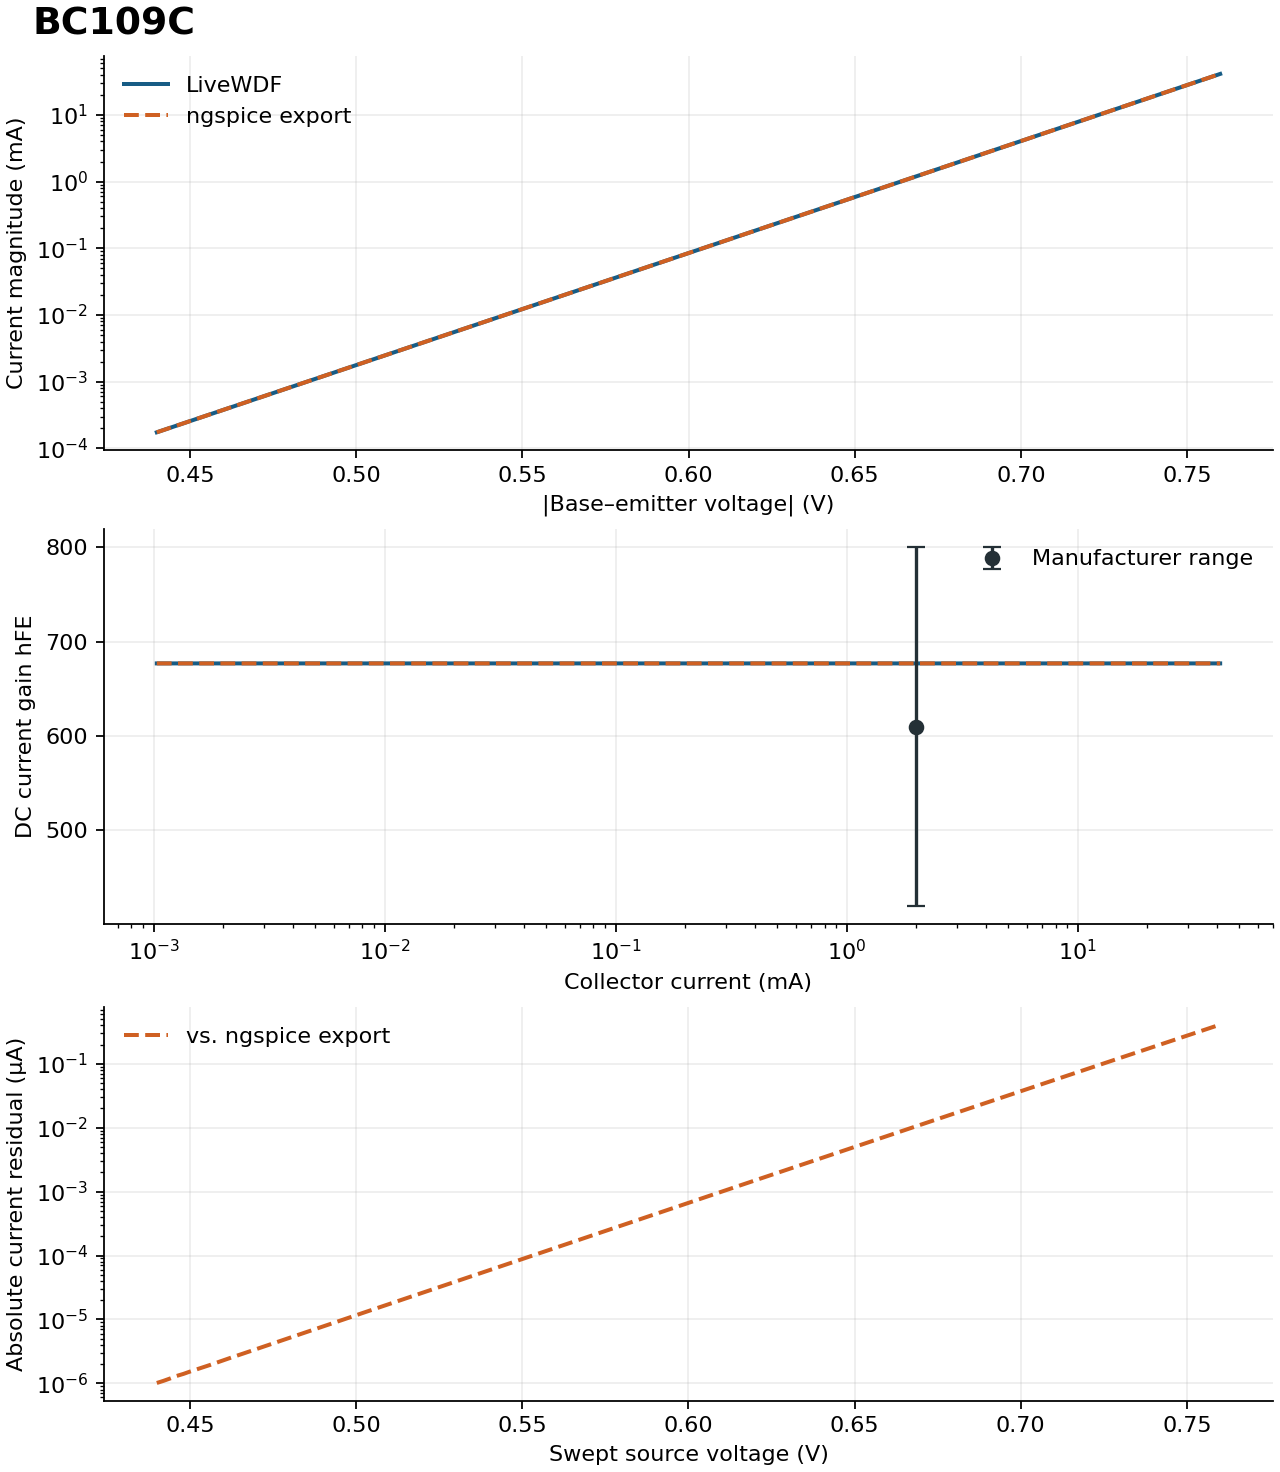 BC109C
LiveWDF
ngspice export
Current magnitude (mA)
10¹
10⁰
10⁻¹
10⁻²
10⁻³
10⁻⁴
0.45 0.50 0.55 0.60 0.65 0.70 0.75
|Base–emitter voltage| (V)
Manufacturer range
DC current gain hFE
800
700
600
500
10⁻³ 10⁻² 10⁻¹ 10⁰ 10¹
Collector current (mA)
vs. ngspice export
Absolute current residual (µA)
10⁻¹
10⁻²
10⁻³
10⁻⁴
10⁻⁵
10⁻⁶
0.45 0.50 0.55 0.60 0.65 0.70 0.75
Swept source voltage (V)